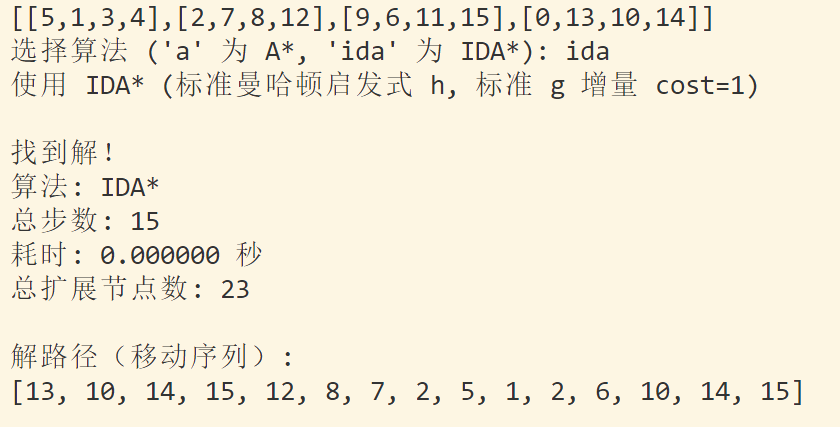 [[5,1,3,4],[2,7,8,12],[9,6,11,15],[0,13,10,14]]
选择算法 ('a' 为 A*, 'ida' 为 IDA*): ida
使用 IDA* (标准曼哈顿启发式 h, 标准 g 增量 cost=1)
找到解!
算法: IDA*
总步数: 15
耗时: 0.000000 秒
总扩展节点数: 23
解路径（移动序列）:
[13, 10, 14, 15, 12, 8, 7, 2, 5, 1, 2, 6, 10, 14, 15]